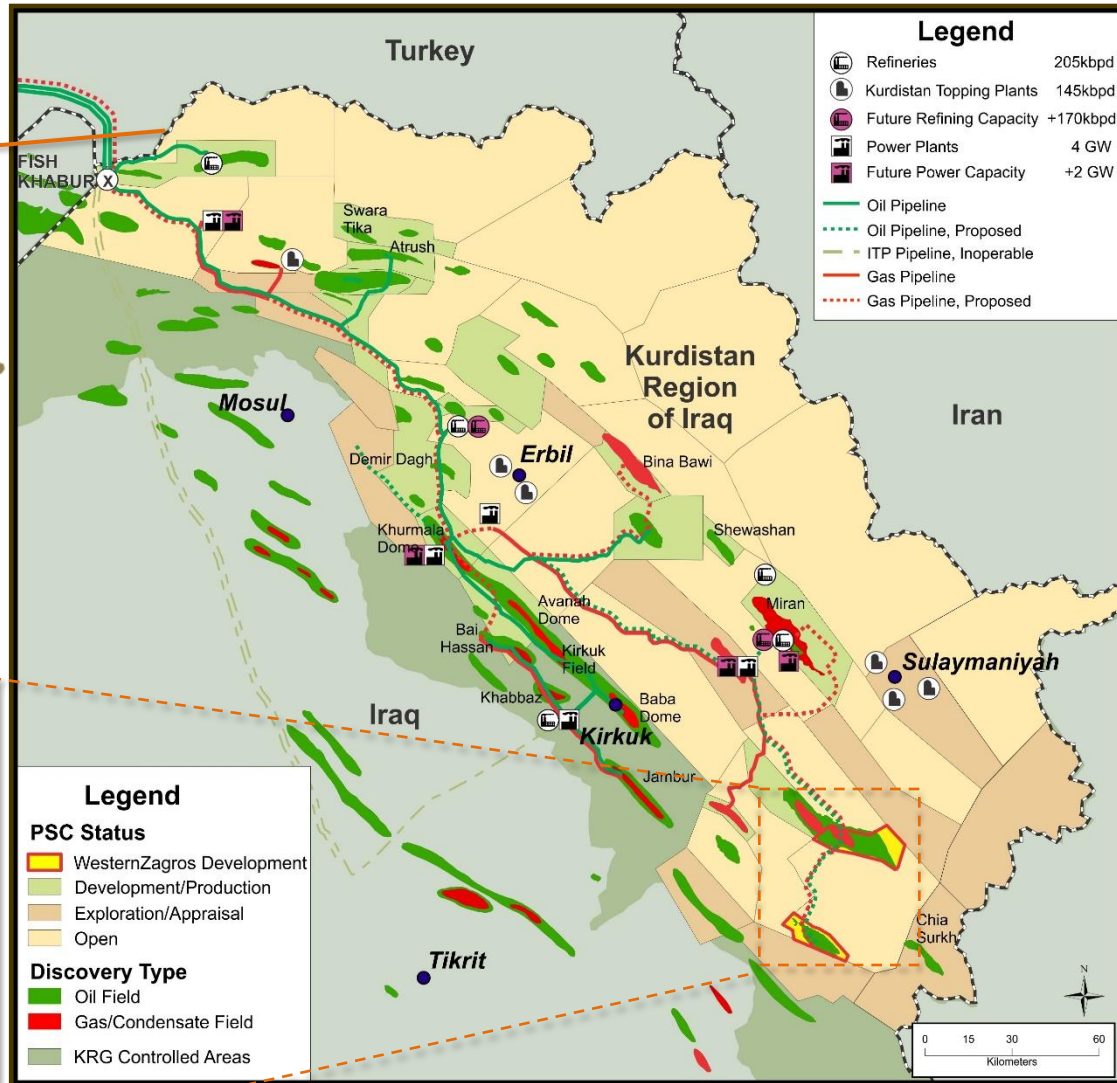 Turkey
Legend
Refineries 205kbpd
Kurdistan Topping Plants 145kbpd
Future Refining Capacity +170kbpd
Power Plants 4 GW
Future Power Capacity +2 GW
Oil Pipeline
Oil Pipeline, Proposed
ITP Pipeline, Inoperable
Gas Pipeline
Gas Pipeline, Proposed
FISH
KHABUR
X
Swara
Tika
Atrush
Kurdistan
Region
of Iraq
Iran
Mosul
Demir Dagh
Erbil
Bina Bawi
Khurmala
Dome
Shewashan
Avanah
Dome
Miran
Bai
Hassan
Kirkuk
Field
Sulaymaniyah
Khabbaz
Baba
Dome
Iraq
Kirkuk
Jambur
Legend
PSC Status
WesternZagros Development
Development/Production
Exploration/Appraisal
Open
Discovery Type
Oil Field
Gas/Condensate Field
KRG Controlled Areas
Tikrit
Chia
Surkh
N
0 15 30 60
Kilometers